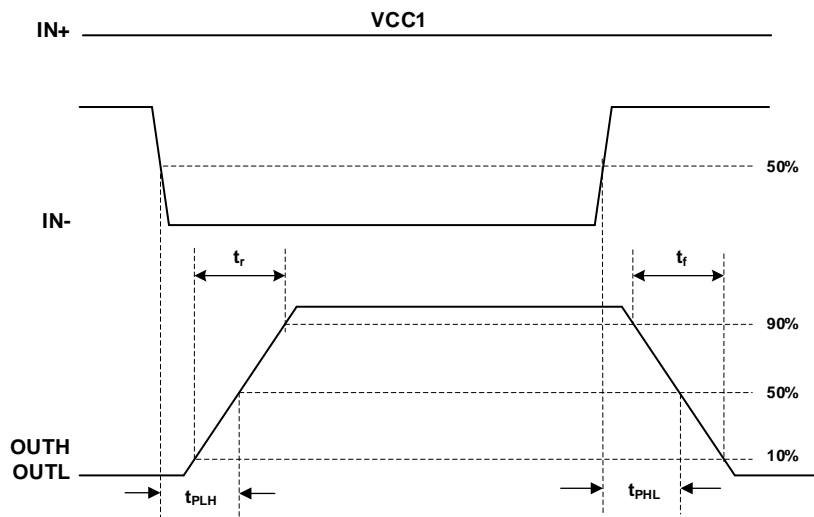 VCC1
IN+
50%
IN-
tr
tf
90%
50%
OUTH
OUTL
10%
tPLH
tPHL